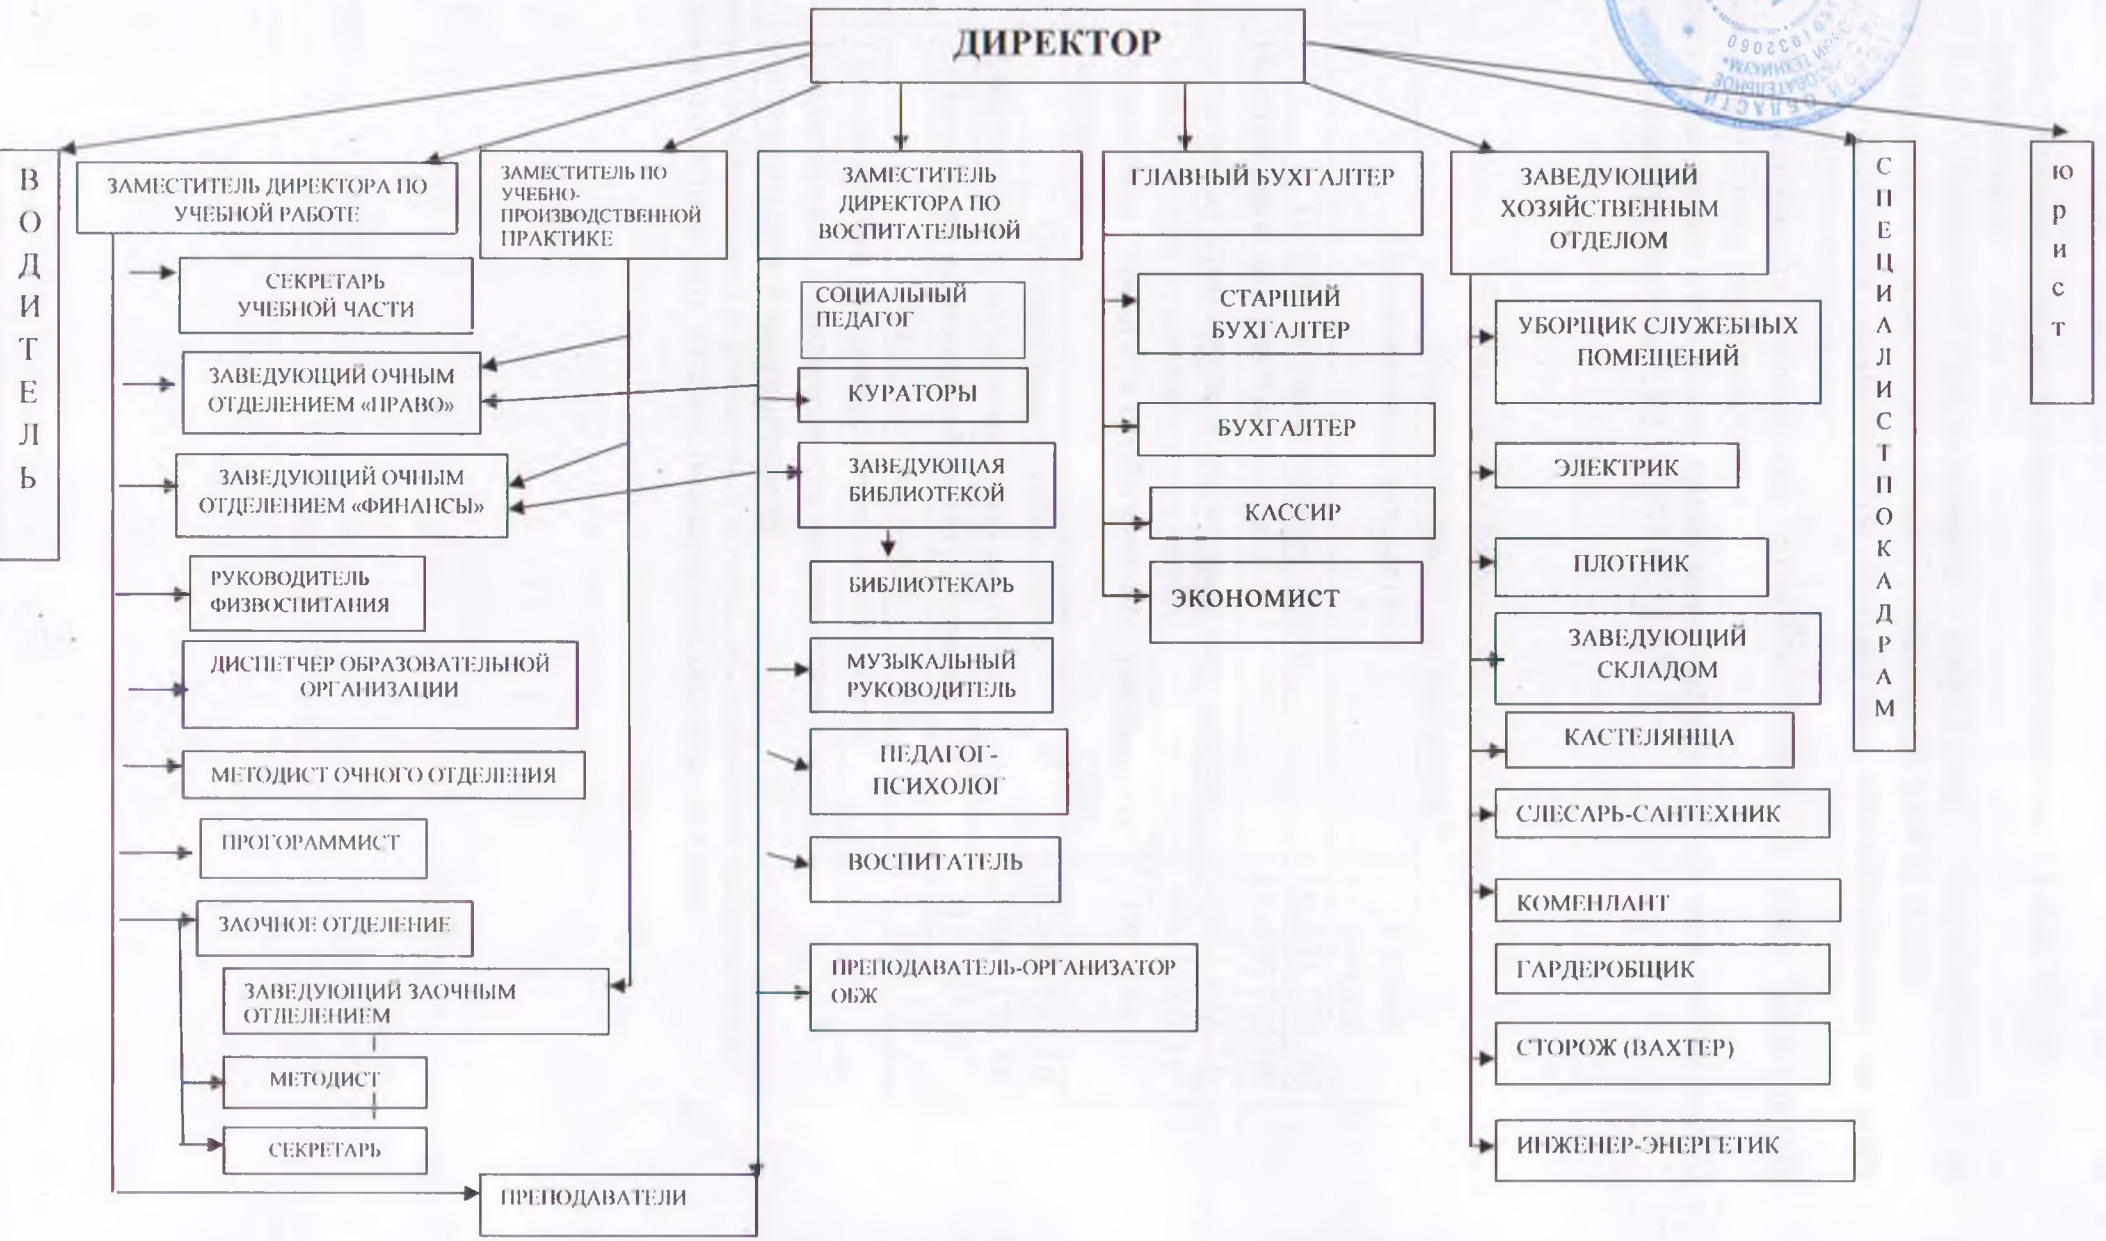 ДИРЕКТОР
В
О
Д
И
Т
Е
Л
Ь
ЗАМЕСТИТЕЛЬ ДИРЕКТОРА ПО
УЧЕБНОЙ РАБОТЕ
СЕКРЕТАРЬ
УЧЕБНОЙ ЧАСТИ
ЗАВЕДУЮЩИЙ ОЧНЫМ
ОТДЕЛЕНИЕМ «ПРАВО»
ЗАВЕДУЮЩИЙ ОЧНЫМ
ОТДЕЛЕНИЕМ «ФИНАНСЫ»
РУКОВОДИТЕЛЬ
ФИЗВОСПИТАНИЯ
ДИСПЕТЧЕР ОБРАЗОВАТЕЛЬНОЙ
ОРГАНИЗАЦИИ
МЕТОДИСТ ОЧНОГО ОТДЕЛЕНИЯ
ПРОГОРАММИСТ
ЗАОЧНОЕ ОТДЕЛЕНИЕ
ЗАВЕДУЮЩИЙ ЗАОЧНЫМ
ОТДЕЛЕНИЕМ
МЕТОДИСТ
СЕКРЕТАРЬ
ЗАМЕСТИТЕЛЬ ПО
УЧЕБНО-
ПРОИЗВОДСТВЕННОЙ
ПРАКТИКЕ
ПРЕПОДАВАТЕЛИ
ЗАМЕСТИТЕЛЬ
ДИРЕКТОРА ПО
ВОСПИТАТЕЛЬНОЙ
СОЦИАЛЬНЫЙ
ПЕДАГОГ
КУРАТОРЫ
ЗАВЕДУЮЩАЯ
БИБЛИОТЕКОЙ
БИБЛИОТЕКАРЬ
МУЗЫКАЛЬНЫЙ
РУКОВОДИТЕЛЬ
ПЕДАГОГ-
ПСИХОЛОГ
ВОСПИТАТЕЛЬ
ПРЕПОДАВАТЕЛЬ-ОРГАНИЗАТОР
ОБЖ
ГЛАВНЫЙ БУХГАЛТЕР
СТАРШИЙ
БУХГАЛТЕР
БУХГАЛТЕР
КАССИР
ЭКОНОМИСТ
ЗАВЕДУЮЩИЙ
ХОЗЯЙСТВЕННЫМ
ОТДЕЛОМ
УБОРЩИК СЛУЖЕБНЫХ
ПОМЕЩЕНИЙ
ЭЛЕКТРИК
ПЛОТНИК
ЗАВЕДУЮЩИЙ
СКЛАДОМ
КАСТЕЛЯНЩА
СЛЕСАРЬ-САНТЕХНИК
КОМЕНДАНТ
ГАРДЕРОБЩИК
СТОРОЖ (ВАХТЕР)
ИНЖЕНЕР-ЭНЕРГЕТИК
С
П
Е
Ц
И
А
Л
И
С
Т
П
О
К
А
Д
Р
А
М
Ю
Р
И
С
Т
ОБЛАСТИ
ТЕХНИКУМ»